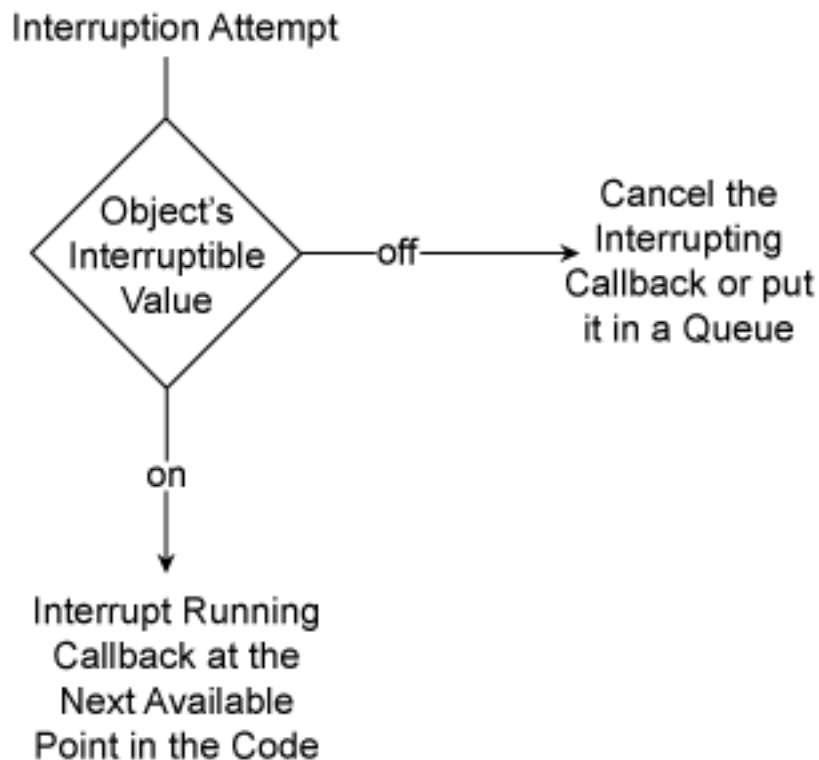 Interruption Attempt
Object's
Interruptible
Value
off
Cancel the
Interrupting
Callback or put
it in a Queue
on
Interrupt Running
Callback at the
Next Available
Point in the Code